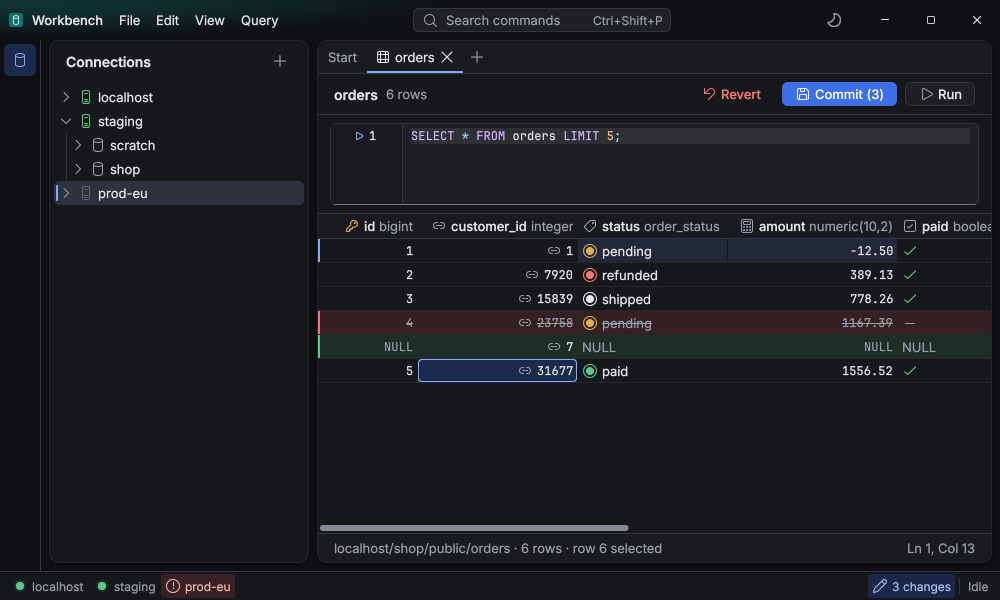 Workbench File Edit View Query Search commands Ctrl+Shift+P
Connections
localhost
staging
scratch
shop
prod-eu
Start orders
orders 6 rows Revert Commit (3) Run
1 SELECT * FROM orders LIMIT 5;
id bigint customer_id integer status order_status amount numeric(10,2) paid boolea
1 1 pending -12.50
2 7920 refunded 389.13
3 15839 shipped 778.26
4 23758 pending 1167.39
NULL 7 NULL NULL NULL
5 31677 paid 1556.52
localhost/shop/public/orders · 6 rows · row 6 selected Ln 1, Col 13
localhost staging prod-eu 3 changes Idle